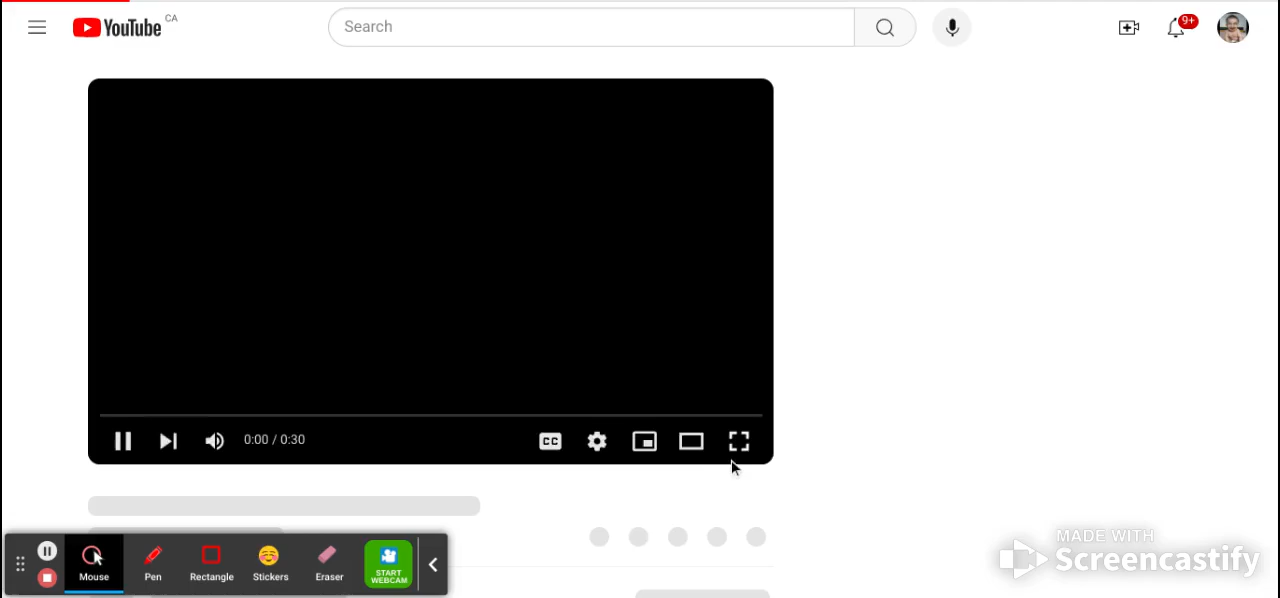 YouTube CA
Search
9+
0:00 / 0:30
CC
MADE WITH
Screencastify
Mouse
Pen
Rectangle
Stickers
Eraser
START
WEBCAM